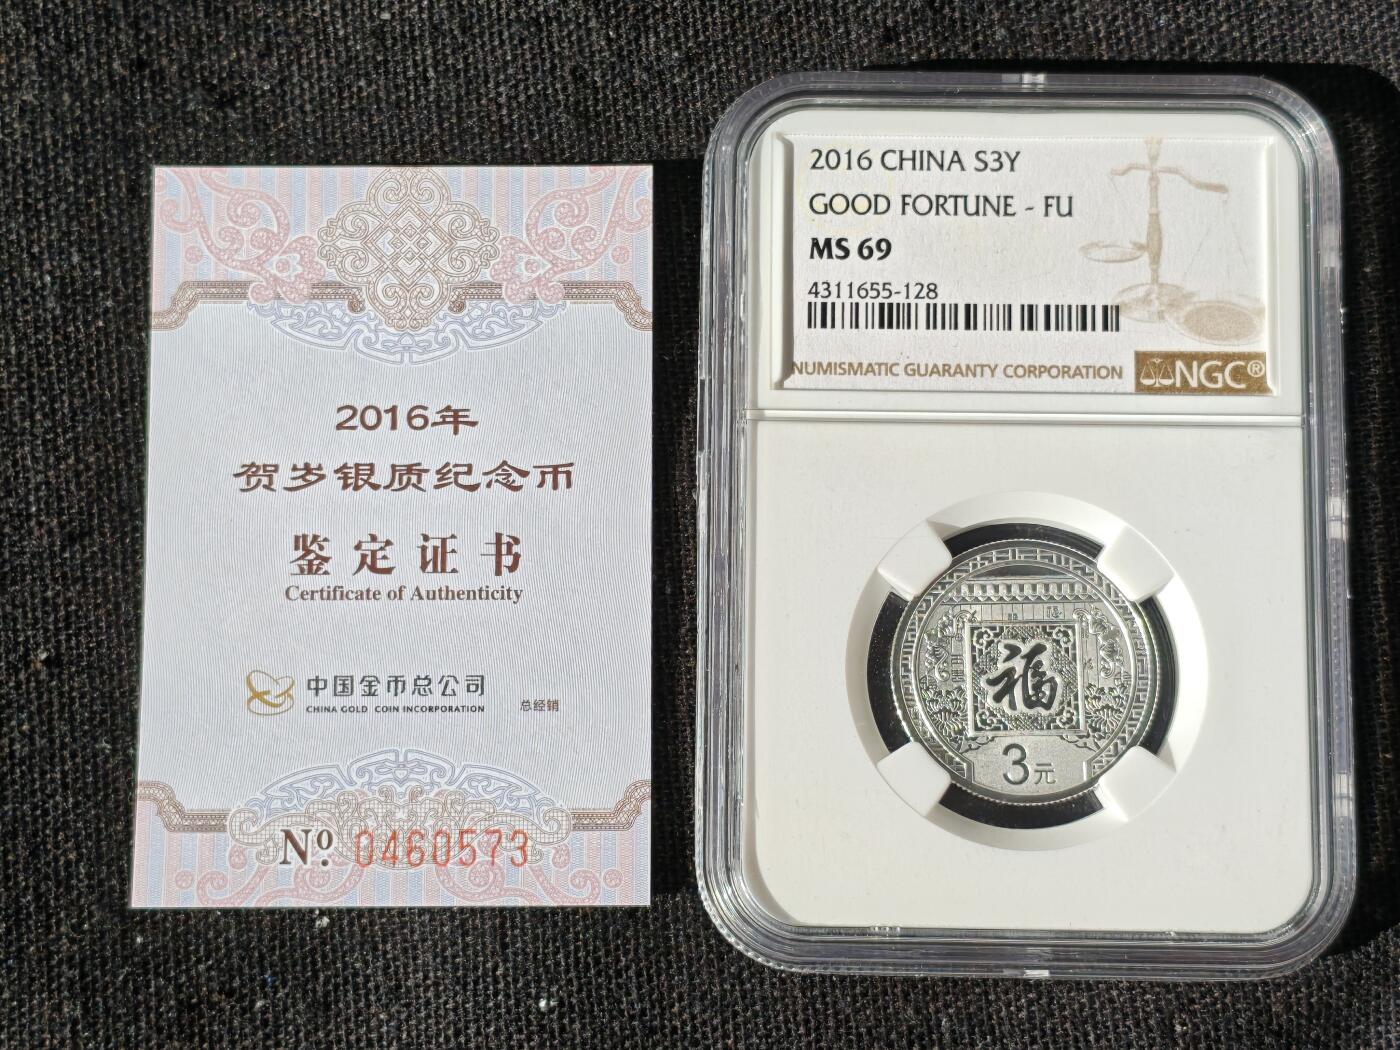 2016年
贺岁银质纪念币
鉴定证书
Certificate of Authenticity
中国金币总公司
CHINA GOLD COIN INCORPORATION
总经销
Nº. 0460573
2016 CHINA S3Y
GOOD FORTUNE - FU
MS 69
4311655-128
NUMISMATIC GUARANTY CORPORATION
NGC®
福
3元